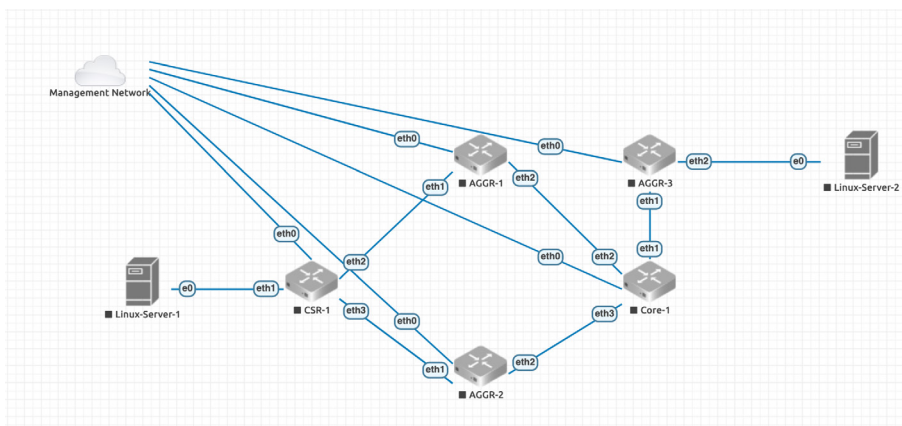 Management Network
eth0
eth0
AGGR-1
eth1
eth2
AGGR-3
eth2
e0
Linux-Server-2
eth1
eth0
eth2
eth0
eth2
eth1
Linux-Server-1
e0
eth1
CSR-1
eth3
eth0
eth3
Core-1
eth1
eth2
AGGR-2